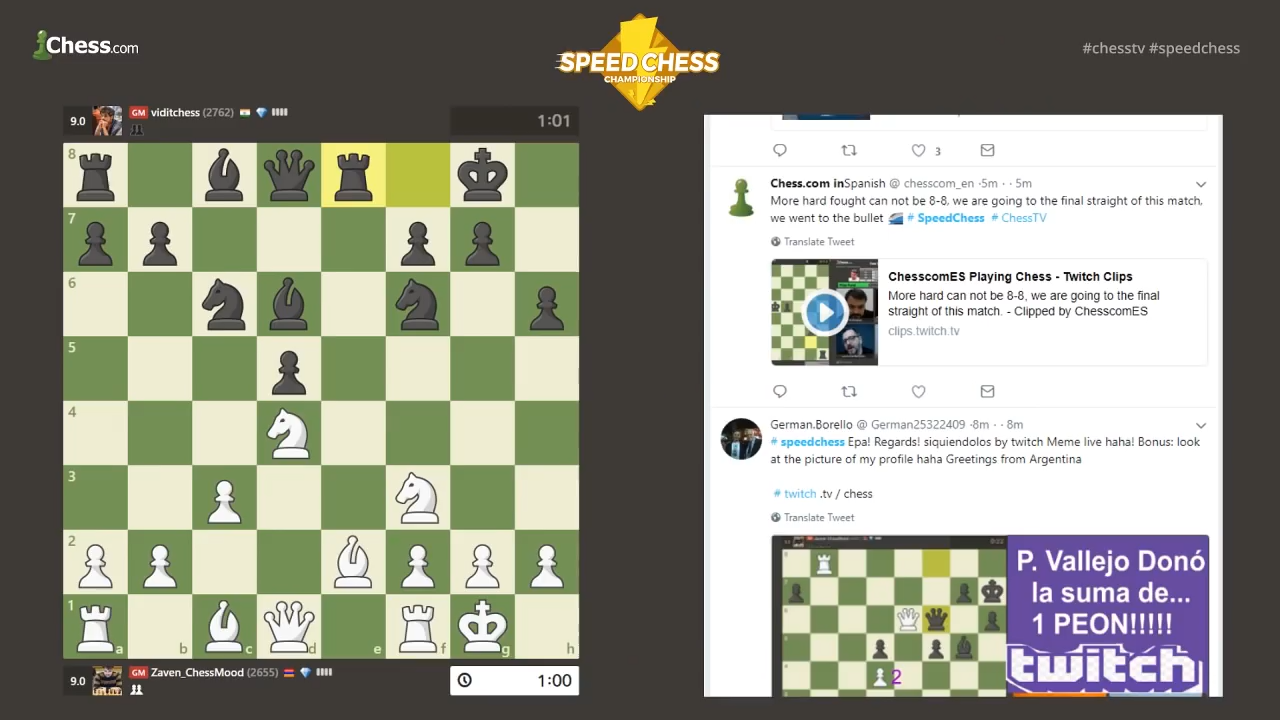 Chess.com
SPEED CHESS
CHAMPIONSHIP
#chesstv #speedchess
9.0
GM viditchess (2762)
1:01
8
7
6
5
4
3
2
1
a b c d e f g h
9.0
GM Zaven_ChessMood (2655)
1:00
3
Chess.com inSpanish @ chesscom_en ·5m · · 5m
More hard fought can not be 8-8, we are going to the final straight of this match,
we went to the bullet # SpeedChess # ChessTV
Translate Tweet
ChesscomES Playing Chess - Twitch Clips
More hard can not be 8-8, we are going to the final
straight of this match. - Clipped by ChesscomES
clips.twitch.tv
German.Borello @ German25322409 ·8m · · 8m
# speedchess Epa! Regards! siquiendolos by twitch Meme live haha! Bonus: look
at the picture of my profile haha Greetings from Argentina
# twitch .tv / chess
Translate Tweet
P. Vallejo Donó
la suma de...
1 PEON!!!!!
twitch
2